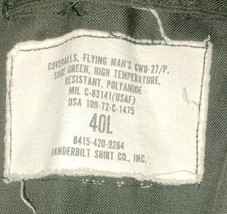 COVERALLS, FLYING MAN'S CWU-27/P,
SAGE GREEN, HIGH TEMPERATURE,
RESISTANT, POLYAMIDE
MIL C-83141(USAF)
DSA 100-72-C-1475
40L
8415-420-9264
VANDERBILT SHIRT CO., INC.